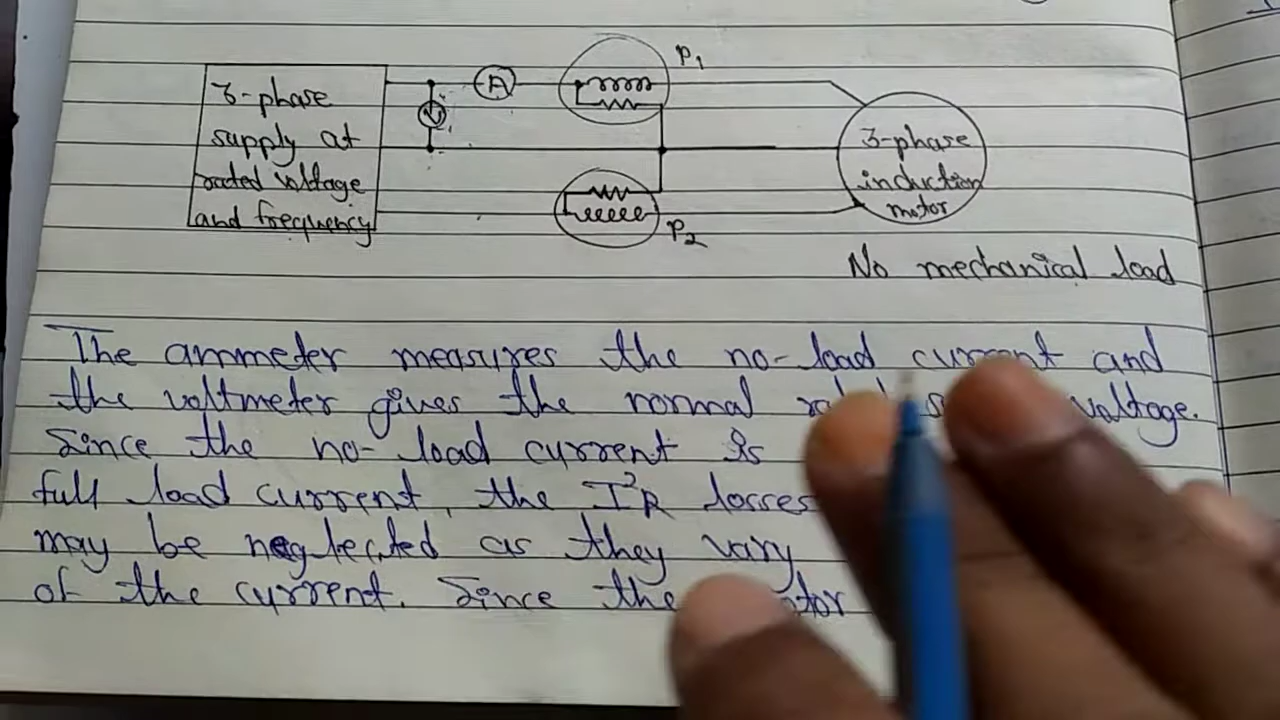 3-phase
supply at
rated voltage
and frequency
V
A
P1
P2
3-phase
induction
motor
No mechanical load
The ammeter measures the no-load current and
the voltmeter gives the normal voltage.
Since the no-load current is
full load current, the I²R losses
may be neglected as they vary
of the current. Since the